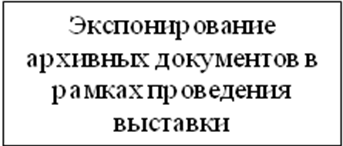 Экспонирование
архивных документов в
рамках проведения
выставки